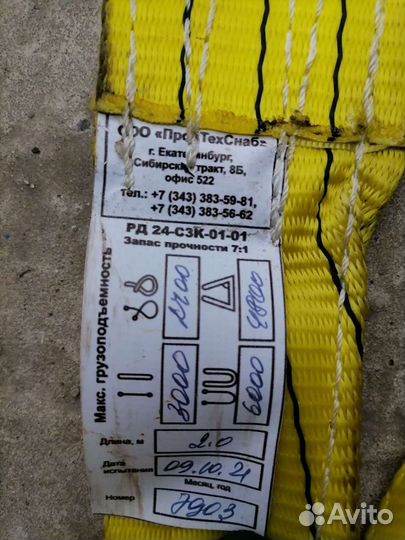 ООО «ПромТехСнаб»
г. Екатеринбург,
Сибирский тракт, 8Б,
офис 522
тел.: +7 (343) 383-59-81,
+7 (343) 383-56-62
РД 24-СЗК-01-01
Запас прочности 7:1
Макс. грузоподъемность
2400
3000
6000
Длина, м 2.0
Дата испытания 09.10.21
Месяц, год
Номер 7903
Avito